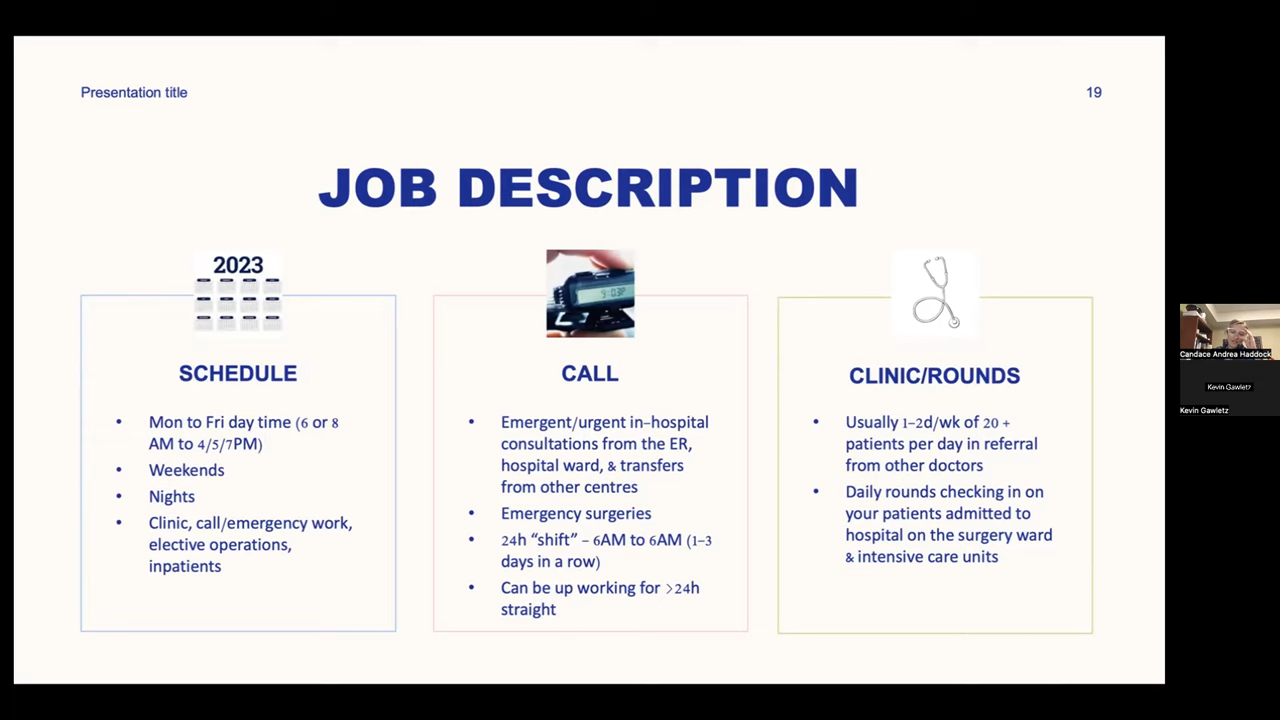 Presentation title
19
JOB DESCRIPTION
2023
SCHEDULE
• Mon to Fri day time (6 or 8
AM to 4/5/7PM)
• Weekends
• Nights
• Clinic, call/emergency work,
elective operations,
inpatients
9:03P
CALL
• Emergent/urgent in-hospital
consultations from the ER,
hospital ward, & transfers
from other centres
• Emergency surgeries
• 24h “shift” – 6AM to 6AM (1–3
days in a row)
• Can be up working for >24h
straight
CLINIC/ROUNDS
• Usually 1–2d/wk of 20 +
patients per day in referral
from other doctors
• Daily rounds checking in on
your patients admitted to
hospital on the surgery ward
& intensive care units
Candace Andrea Haddock
Kevin Gawletz
Kevin Gawletz